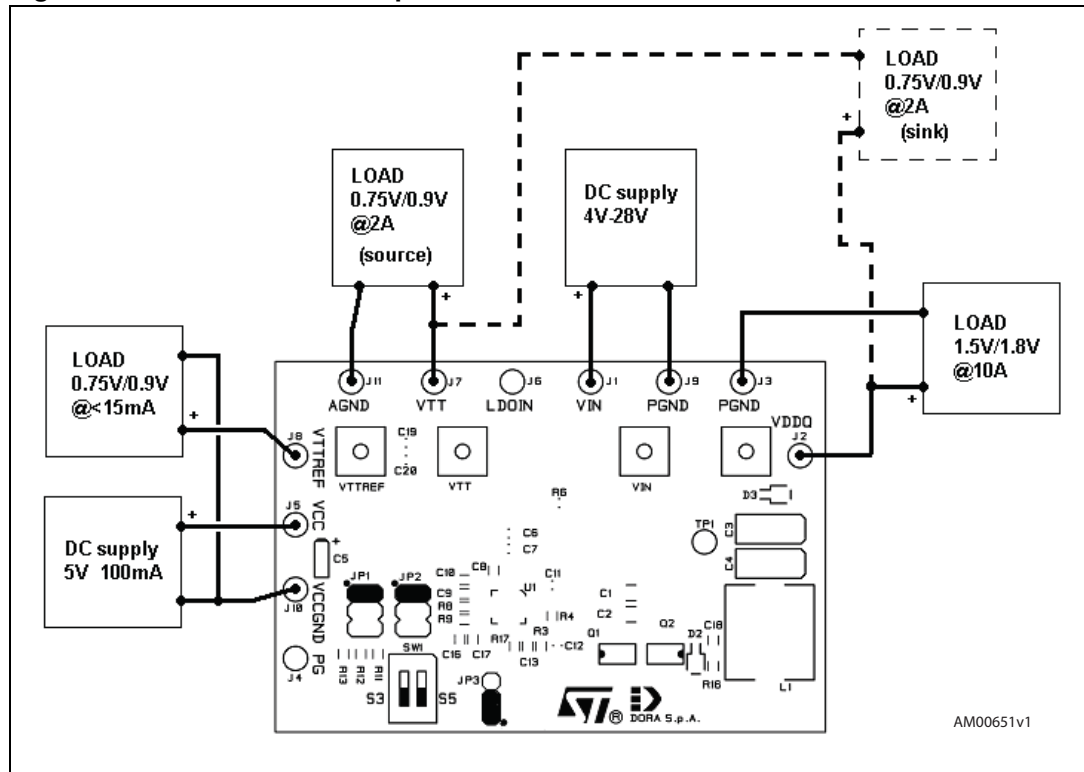 LOAD
0.75V/0.9V
@2A
(sink)
+
LOAD
0.75V/0.9V
@2A
(source)
+
DC supply
4V-28V
+
LOAD
1.5V/1.8V
@10A
+
LOAD
0.75V/0.9V
@<15mA
+
DC supply
5V 100mA
+
J11
AGND
J7
VTT
J6
LDOIN
J1
VIN
J9
PGND
J3
PGND
VDDQ
J2
J8
VTTREF
J5
VCC
J10
VCCGND
J4
PG
VTTREF
C19
C20
VTT
VIN
D3
R6
TP1
C3
C4
C6
C7
+
C5
JP1
JP2
C10
C9
R8
R9
C8
U1
C11
R4
C1
C2
C16
C17
R17
R3
C13
C12
Q1
Q2
D2
C18
R16
L1
R13
R12
R11
SW1
S3
S5
JP3
ST
®
DORA S.p.A.
AM00651v1